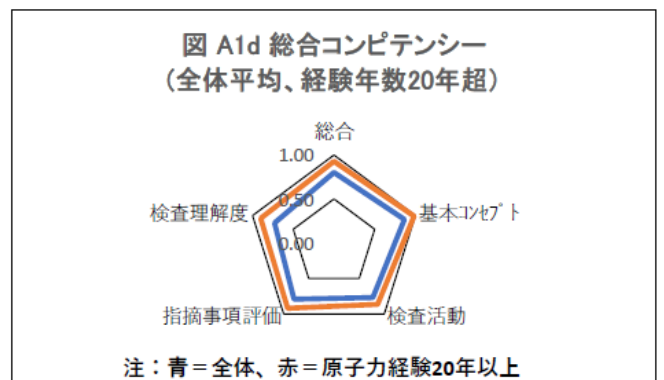 図 A1d 総合コンピテンシー
（全体平均、経験年数20年超）
総合
1.00
0.50
検査理解度
基本ｺﾝｾﾌﾟﾄ
0.00
指摘事項評価
検査活動
注：青＝全体、赤＝原子力経験20年以上